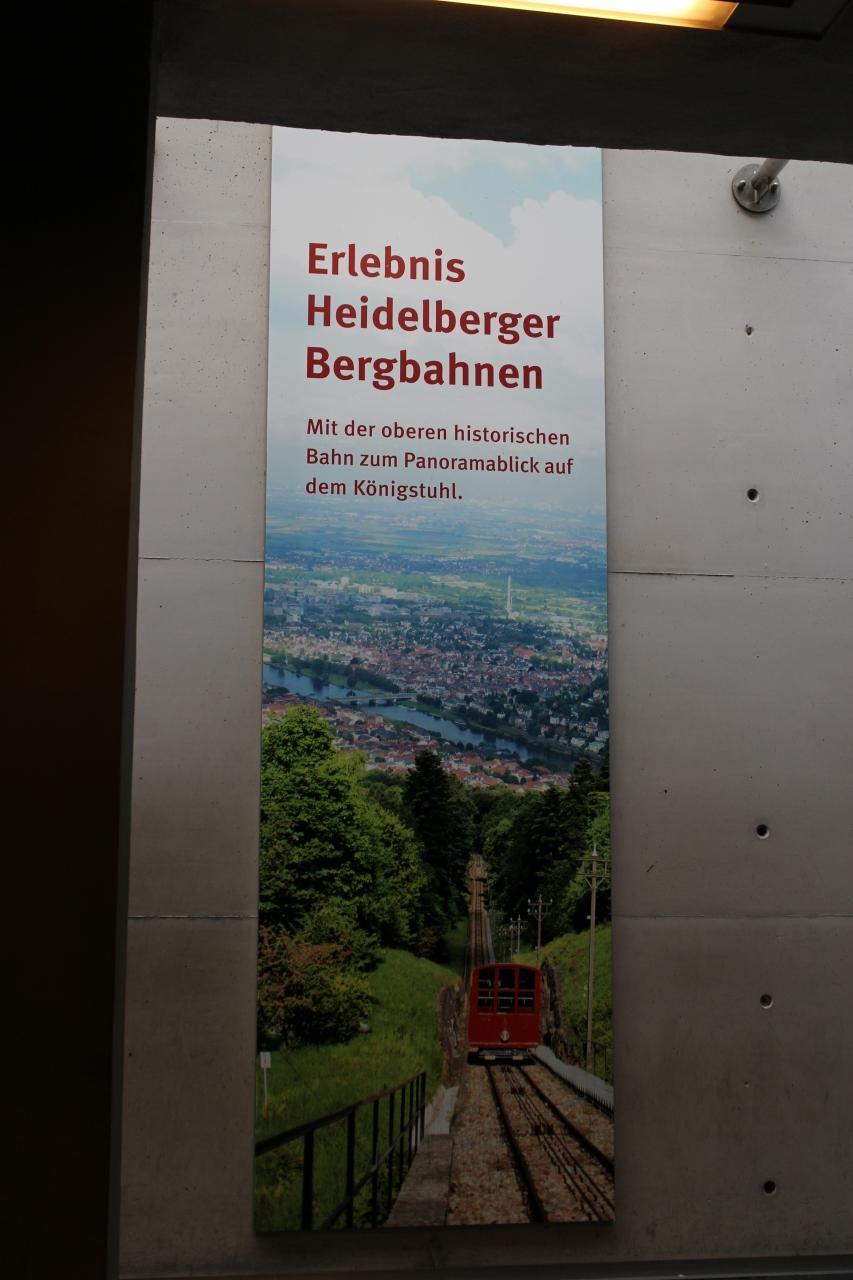 Erlebnis
Heidelberger
Bergbahnen
Mit der oberen historischen
Bahn zum Panoramablick auf
dem Königstuhl.